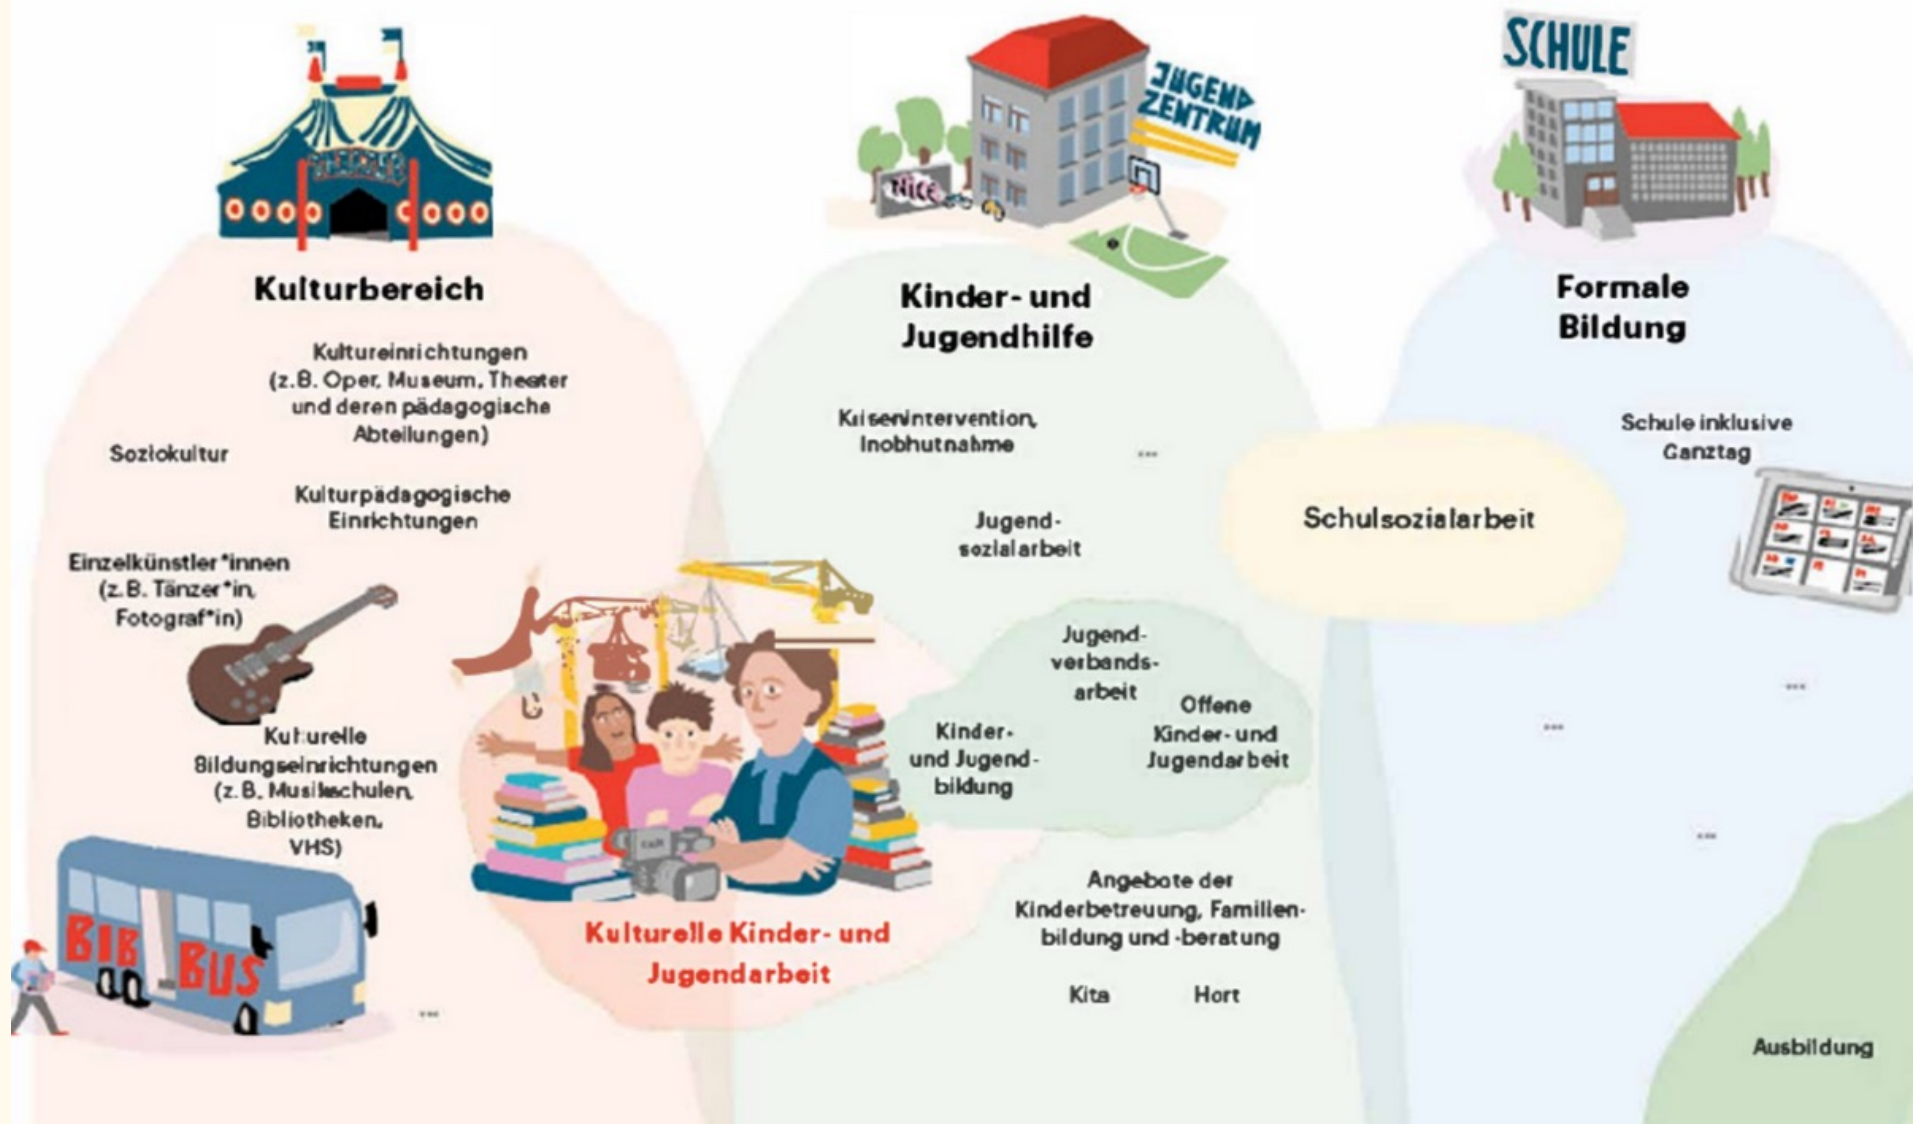 SCHULE
JUGEND
ZENTRUM
Nice
Kulturbereich
Kultureinrichtungen
(z.B. Oper, Museum, Theater
und deren pädagogische
Abteilungen)
Soziokultur
Kulturpädagogische
Einrichtungen
Einzelkünstler*innen
(z.B. Tänzer*in,
Fotograf*in)
Kulturelle
Bildungseinrichtungen
(z.B. Musikschulen,
Bibliotheken,
VHS)
BIB BUS
...
Kulturelle Kinder- und
Jugendarbeit
Kinder- und
Jugendhilfe
Krisenintervention,
Inobhutnahme
...
Jugend-
sozialarbeit
Jugend-
verbands-
arbeit
Offene
Kinder- und
Jugendarbeit
Kinder-
und Jugend-
bildung
Angebote der
Kinderbetreuung, Familien-
bildung und -beratung
Kita Hort
Schulsozialarbeit
Formale
Bildung
Schule inklusive
Ganztag
...
...
...
Ausbildung